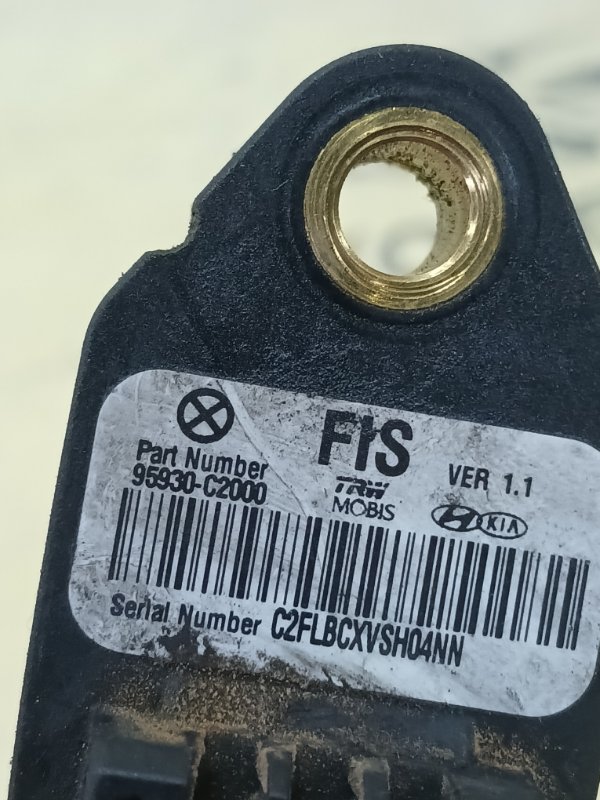 FIS
VER 1.1
Part Number
95930-C2000
TRW
MOBIS
KIA
Serial Number C2FLBCXVSH04NN